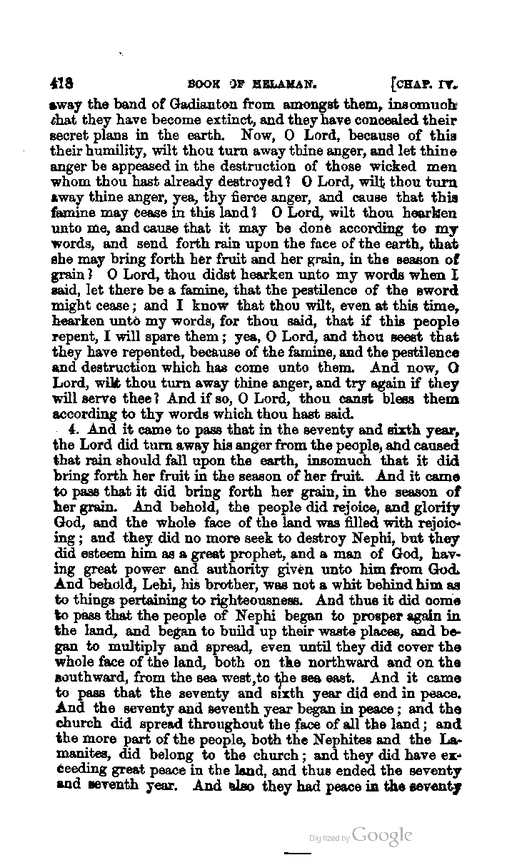 418 BOOK OF HELAMAN. [CHAP. IV.
away the band of Gadianton from amongst them, insomuch
that they have become extinct, and they have concealed their
secret plans in the earth. Now, O Lord, because of this
their humility, wilt thou turn away thine anger, and let thine
anger be appeased in the destruction of those wicked men
whom thou hast already destroyed? O Lord, wilt thou turn
away thine anger, yea, thy fierce anger, and cause that this
famine may cease in this land? O Lord, wilt thou hearken
unto me, and cause that it may be done according to my
words, and send forth rain upon the face of the earth, that
she may bring forth her fruit and her grain, in the season of
grain? O Lord, thou didst hearken unto my words when I
said, let there be a famine, that the pestilence of the sword
might cease; and I know that thou wilt, even at this time,
hearken unto my words, for thou said, that if this people
repent, I will spare them; yea, O Lord, and thou seest that
they have repented, because of the famine, and the pestilence
and destruction which has come unto them. And now, O
Lord, wilt thou turn away thine anger, and try again if they
will serve thee? And if so, O Lord, thou canst bless them
according to thy words which thou hast said.
4. And it came to pass that in the seventy and sixth year,
the Lord did turn away his anger from the people, and caused
that rain should fall upon the earth, insomuch that it did
bring forth her fruit in the season of her fruit. And it came
to pass that it did bring forth her grain, in the season of
her grain. And behold, the people did rejoice, and glorify
God, and the whole face of the land was filled with rejoic-
ing; and they did no more seek to destroy Nephi, but they
did esteem him as a great prophet, and a man of God, hav-
ing great power and authority given unto him from God.
And behold, Lehi, his brother, was not a whit behind him as
to things pertaining to righteousness. And thus it did come
to pass that the people of Nephi began to prosper again in
the land, and began to build up their waste places, and be-
gan to multiply and spread, even until they did cover the
whole face of the land, both on the northward and on the
southward, from the sea west, to the sea east. And it came
to pass that the seventy and sixth year did end in peace.
And the seventy and seventh year began in peace; and the
church did spread throughout the face of all the land; and
the more part of the people, both the Nephites and the La-
manites, did belong to the church; and they did have ex-
ceeding great peace in the land, and thus ended the seventy
and seventh year. And also they had peace in the seventy
Digitized by Google